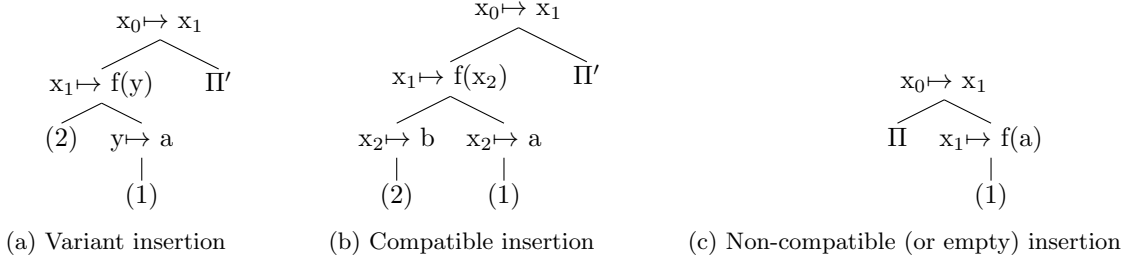 x₀↦ x₁
x₁↦ f(y) Π′
(2) y↦ a
(1)
(a) Variant insertion
x₀↦ x₁
x₁↦ f(x₂) Π′
x₂↦ b x₂↦ a
(2) (1)
(b) Compatible insertion
x₀↦ x₁
Π x₁↦ f(a)
(1)
(c) Non-compatible (or empty) insertion